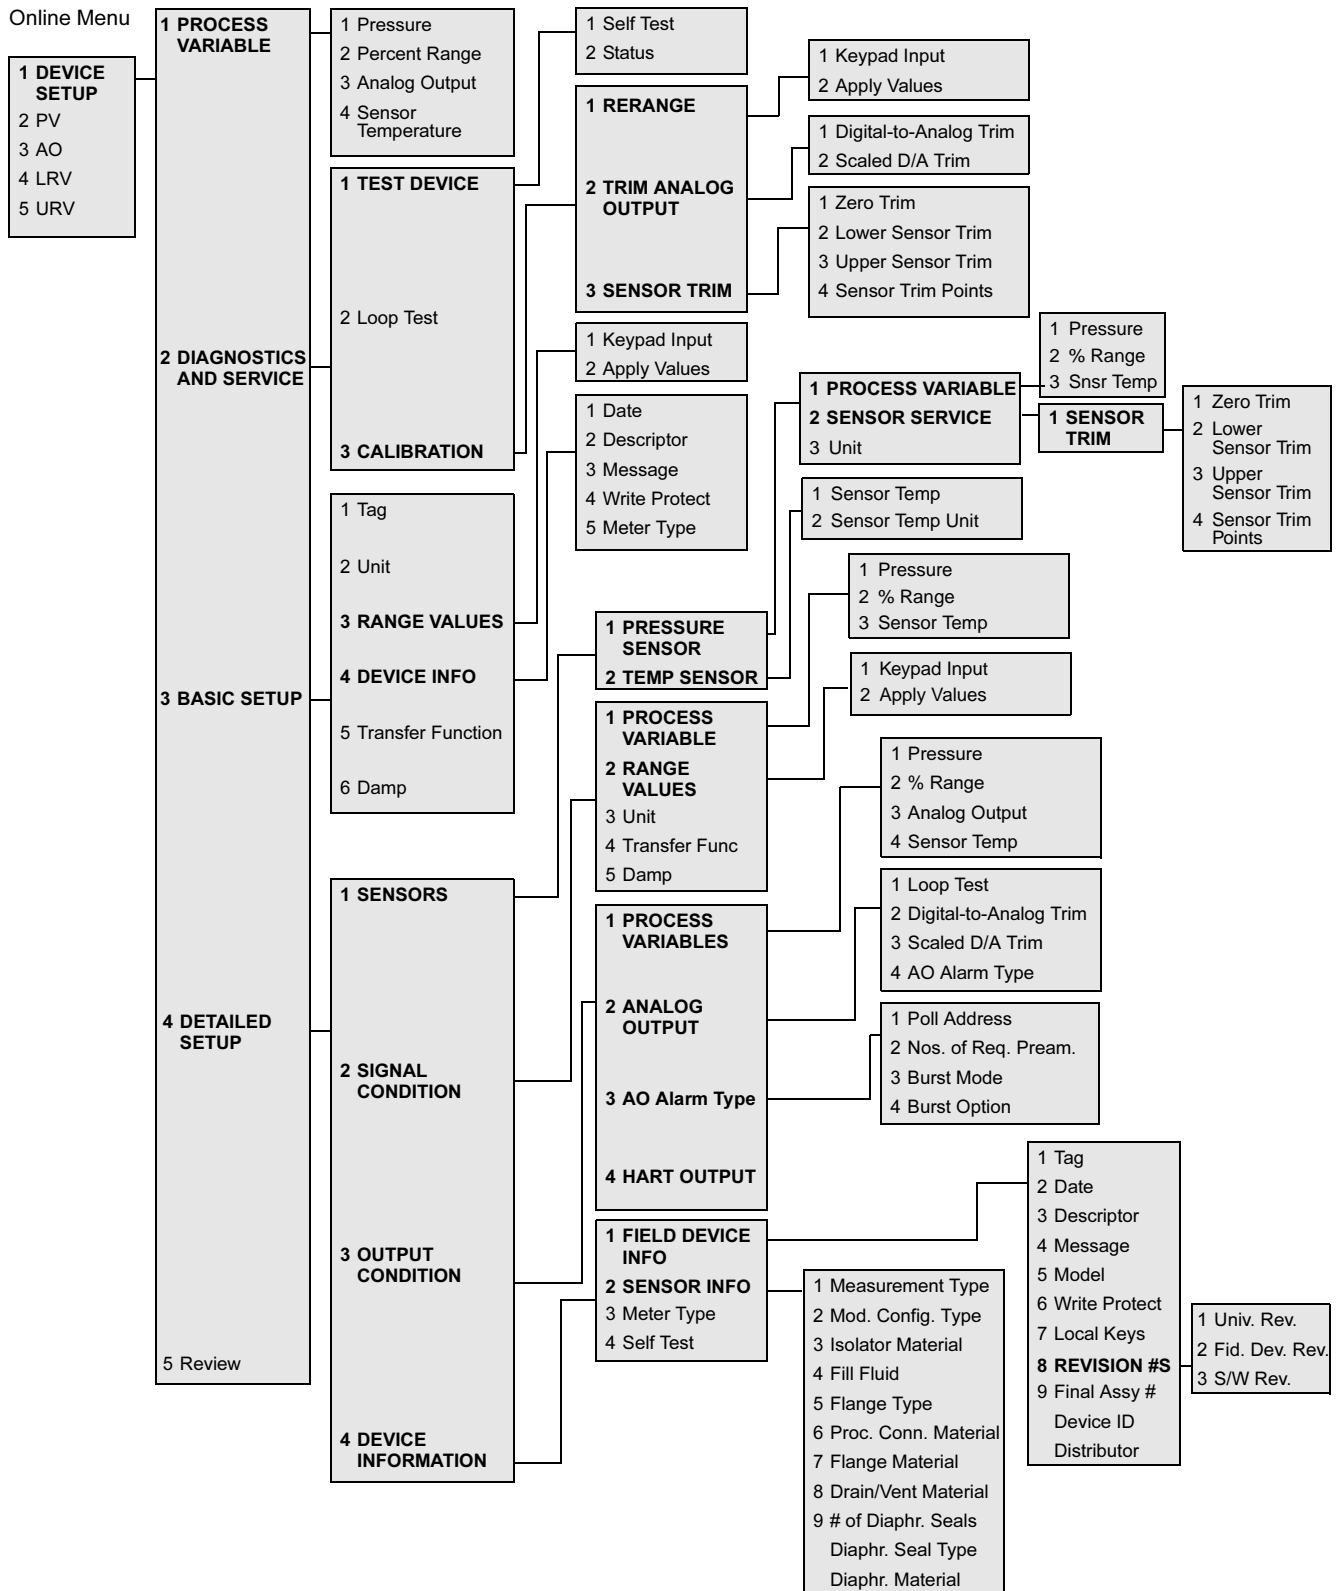 Online Menu
1 DEVICE
SETUP
2 PV
3 AO
4 LRV
5 URV
1 PROCESS
VARIABLE
2 DIAGNOSTICS
AND SERVICE
3 BASIC SETUP
4 DETAILED
SETUP
5 Review
1 Pressure
2 Percent Range
3 Analog Output
4 Sensor
Temperature
1 TEST DEVICE
2 Loop Test
3 CALIBRATION
1 Tag
2 Unit
3 RANGE VALUES
4 DEVICE INFO
5 Transfer Function
6 Damp
1 SENSORS
2 SIGNAL
CONDITION
3 OUTPUT
CONDITION
4 DEVICE
INFORMATION
1 Self Test
2 Status
1 RERANGE
2 TRIM ANALOG
OUTPUT
3 SENSOR TRIM
1 Keypad Input
2 Apply Values
1 Date
2 Descriptor
3 Message
4 Write Protect
5 Meter Type
1 PRESSURE
SENSOR
2 TEMP SENSOR
1 PROCESS
VARIABLE
2 RANGE
VALUES
3 Unit
4 Transfer Func
5 Damp
1 PROCESS
VARIABLES
2 ANALOG
OUTPUT
3 AO Alarm Type
4 HART OUTPUT
1 FIELD DEVICE
INFO
2 SENSOR INFO
3 Meter Type
4 Self Test
1 Keypad Input
2 Apply Values
1 Digital-to-Analog Trim
2 Scaled D/A Trim
1 Zero Trim
2 Lower Sensor Trim
3 Upper Sensor Trim
4 Sensor Trim Points
1 PROCESS VARIABLE
2 SENSOR SERVICE
3 Unit
1 Sensor Temp
2 Sensor Temp Unit
1 Pressure
2 % Range
3 Sensor Temp
1 Keypad Input
2 Apply Values
1 Pressure
2 % Range
3 Analog Output
4 Sensor Temp
1 Loop Test
2 Digital-to-Analog Trim
3 Scaled D/A Trim
4 AO Alarm Type
1 Poll Address
2 Nos. of Req. Pream.
3 Burst Mode
4 Burst Option
1 Measurement Type
2 Mod. Config. Type
3 Isolator Material
4 Fill Fluid
5 Flange Type
6 Proc. Conn. Material
7 Flange Material
8 Drain/Vent Material
9 # of Diaphr. Seals
Diaphr. Seal Type
Diaphr. Material
1 Pressure
2 % Range
3 Snsr Temp
1 SENSOR
TRIM
1 Zero Trim
2 Lower
Sensor Trim
3 Upper
Sensor Trim
4 Sensor Trim
Points
1 Tag
2 Date
3 Descriptor
4 Message
5 Model
6 Write Protect
7 Local Keys
8 REVISION #S
9 Final Assy #
Device ID
Distributor
1 Univ. Rev.
2 Fid. Dev. Rev.
3 S/W Rev.